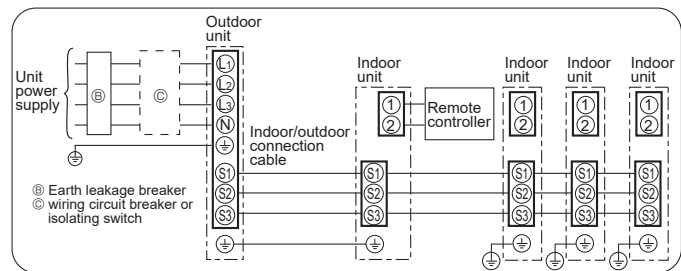 Outdoor
unit
Unit
power
supply
Ⓑ
Ⓒ
L1
L2
L3
N
S1
S2
S3
Indoor/outdoor
connection
cable
Indoor
unit
1
2
Remote
controller
S1
S2
S3
Indoor
unit
1
2
S1
S2
S3
Indoor
unit
1
2
S1
S2
S3
Indoor
unit
1
2
S1
S2
S3
Ⓑ Earth leakage breaker
Ⓒ wiring circuit breaker or
isolating switch